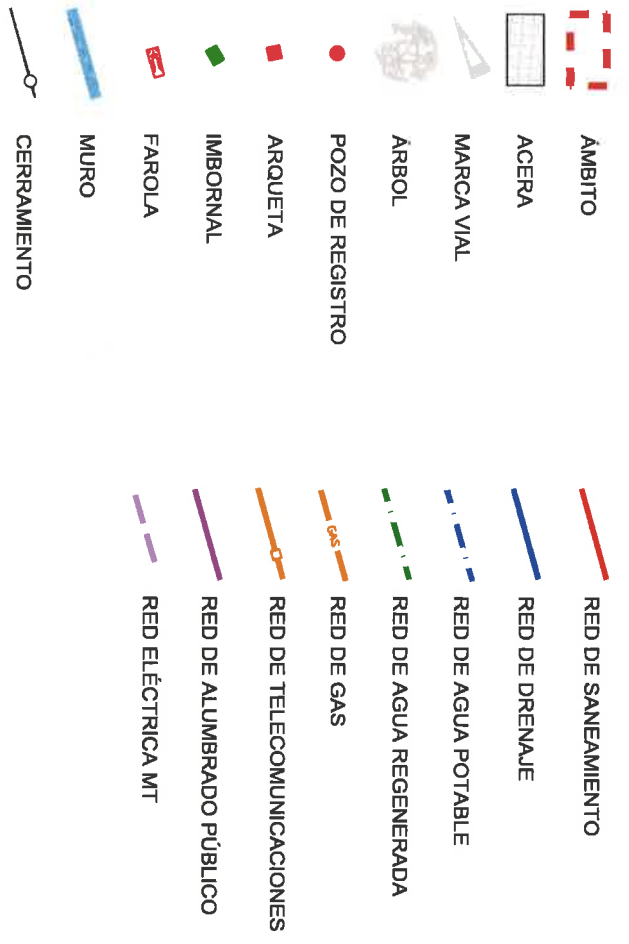 ÁMBITO
ACERA
MARCA VIAL
ÁRBOL
POZO DE REGISTRO
ARQUETA
IMBORNAL
FAROLA
MURO
CERRAMIENTO
RED DE SANEAMIENTO
RED DE DRENAJE
RED DE AGUA POTABLE
RED DE AGUA REGENERADA
GAS
RED DE GAS
RED DE TELECOMUNICACIONES
RED DE ALUMBRADO PÚBLICO
RED ELÉCTRICA MT